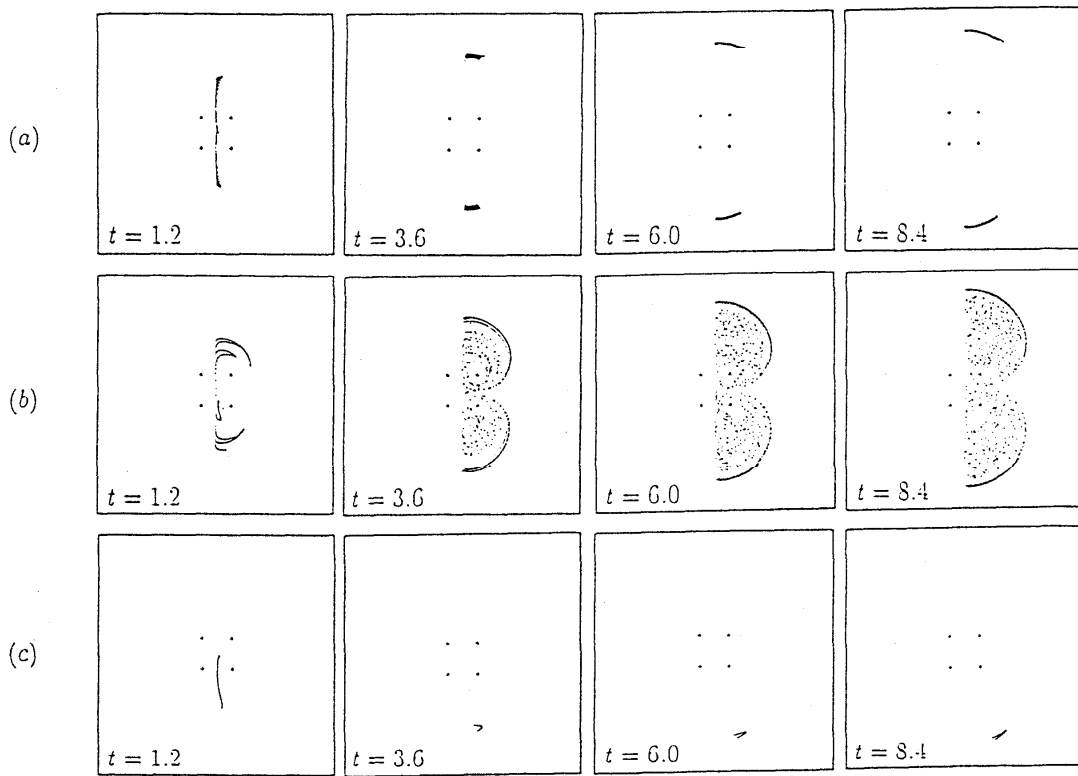 (a)
t = 1.2
t = 3.6
t = 6.0
t = 8.4
(b)
t = 1.2
t = 3.6
t = 6.0
t = 8.4
(c)
t = 1.2
t = 3.6
t = 6.0
t = 8.4